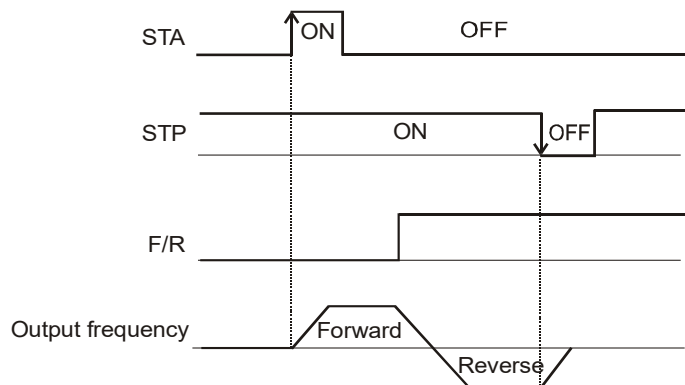 STA ON OFF
STP ON OFF
F/R
Output frequency Forward
Reverse